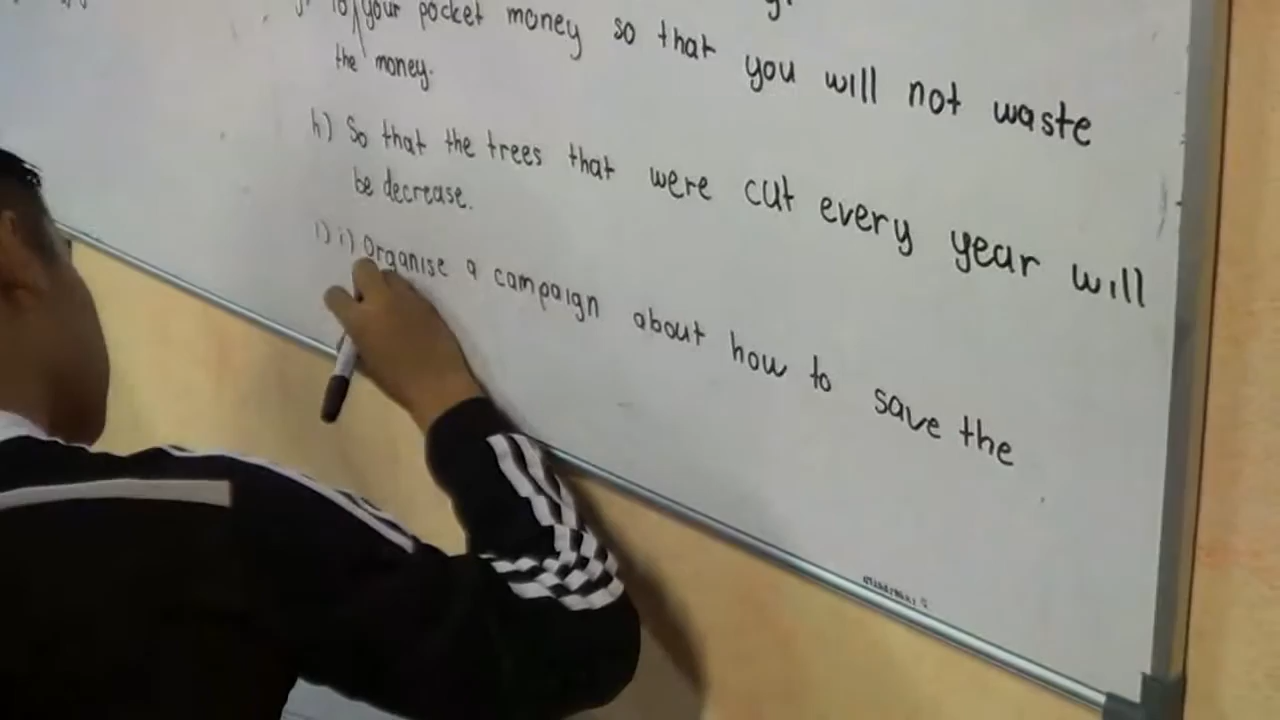 your pocket money so that you will not waste
the money.
h) So that the trees that were cut every year will
be decrease.
i) i) Organise a campaign about how to save the